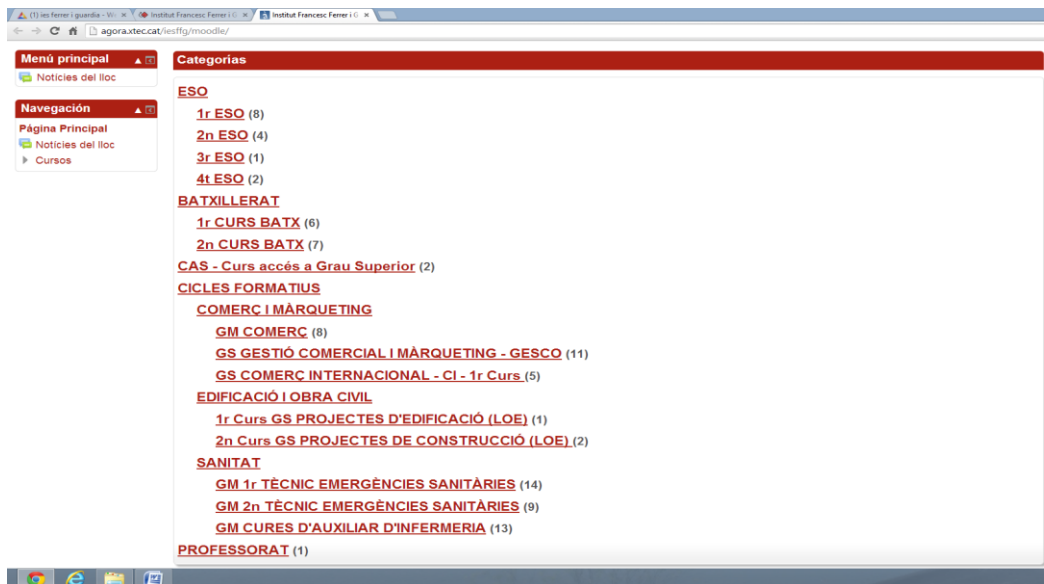 (1) ies ferrer i guardia - 
Institut Francesc Ferrer i G
Institut Francesc Ferrer i G
agora.xtec.cat/iesffg/moodle/
Menú principal
Notícies del lloc
Navegación
Página Principal
Notícies del lloc
Cursos
Categorías
ESO
1r ESO (8)
2n ESO (4)
3r ESO (1)
4t ESO (2)
BATXILLERAT
1r CURS BATX (6)
2n CURS BATX (7)
CAS - Curs accés a Grau Superior (2)
CICLES FORMATIUS
COMERÇ I MÀRQUETING
GM COMERÇ (8)
GS GESTIÓ COMERCIAL I MÀRQUETING - GESCO (11)
GS COMERÇ INTERNACIONAL - CI - 1r Curs (5)
EDIFICACIÓ I OBRA CIVIL
1r Curs GS PROJECTES D'EDIFICACIÓ (LOE) (1)
2n Curs GS PROJECTES DE CONSTRUCCIÓ (LOE) (2)
SANITAT
GM 1r TÈCNIC EMERGÈNCIES SANITÀRIES (14)
GM 2n TÈCNIC EMERGÈNCIES SANITÀRIES (9)
GM CURES D'AUXILIAR D'INFERMERIA (13)
PROFESSORAT (1)